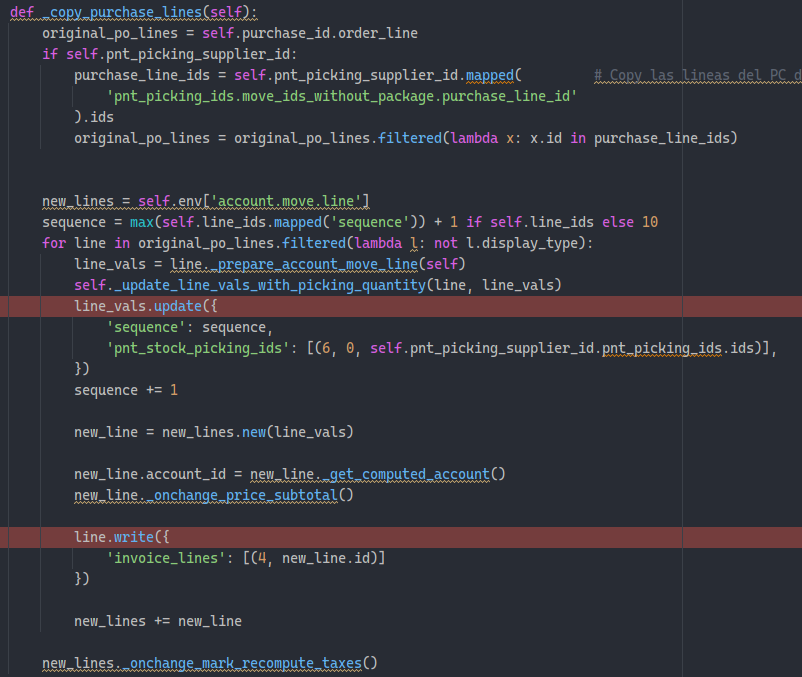 def _copy_purchase_lines(self):
    original_po_lines = self.purchase_id.order_line
    if self.pnt_picking_supplier_id:
        purchase_line_ids = self.pnt_picking_supplier_id.mapped(         # Copy las lineas del PC d
            'pnt_picking_ids.move_ids_without_package.purchase_line_id'
        ).ids
        original_po_lines = original_po_lines.filtered(lambda x: x.id in purchase_line_ids)
    new_lines = self.env['account.move.line']
    sequence = max(self.line_ids.mapped('sequence')) + 1 if self.line_ids else 10
    for line in original_po_lines.filtered(lambda l: not l.display_type):
        line_vals = line._prepare_account_move_line(self)
        self._update_line_vals_with_picking_quantity(line, line_vals)
        line_vals.update({
            'sequence': sequence,
            'pnt_stock_picking_ids': [(6, 0, self.pnt_picking_supplier_id.pnt_picking_ids.ids)],
        })
        sequence += 1
        new_line = new_lines.new(line_vals)
        new_line.account_id = new_line._get_computed_account()
        new_line._onchange_price_subtotal()
        line.write({
            'invoice_lines': [(4, new_line.id)]
        })
        new_lines += new_line
    new_lines._onchange_mark_recompute_taxes()